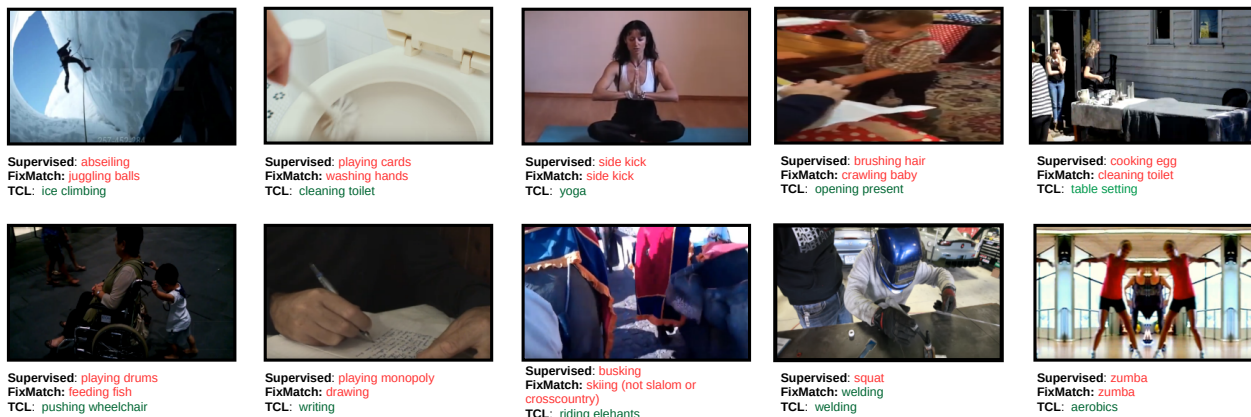 Supervised: abseiling
FixMatch: juggling balls
TCL: ice climbing
Supervised: playing cards
FixMatch: washing hands
TCL: cleaning toilet
Supervised: side kick
FixMatch: side kick
TCL: yoga
Supervised: brushing hair
FixMatch: crawling baby
TCL: opening present
Supervised: cooking egg
FixMatch: cleaning toilet
TCL: table setting
Supervised: playing drums
FixMatch: feeding fish
TCL: pushing wheelchair
Supervised: playing monopoly
FixMatch: drawing
TCL: writing
Supervised: busking
FixMatch: skiing (not slalom or
crosscountry)
TCL: riding elehants
Supervised: squat
FixMatch: welding
TCL: welding
Supervised: zumba
FixMatch: zumba
TCL: aerobics